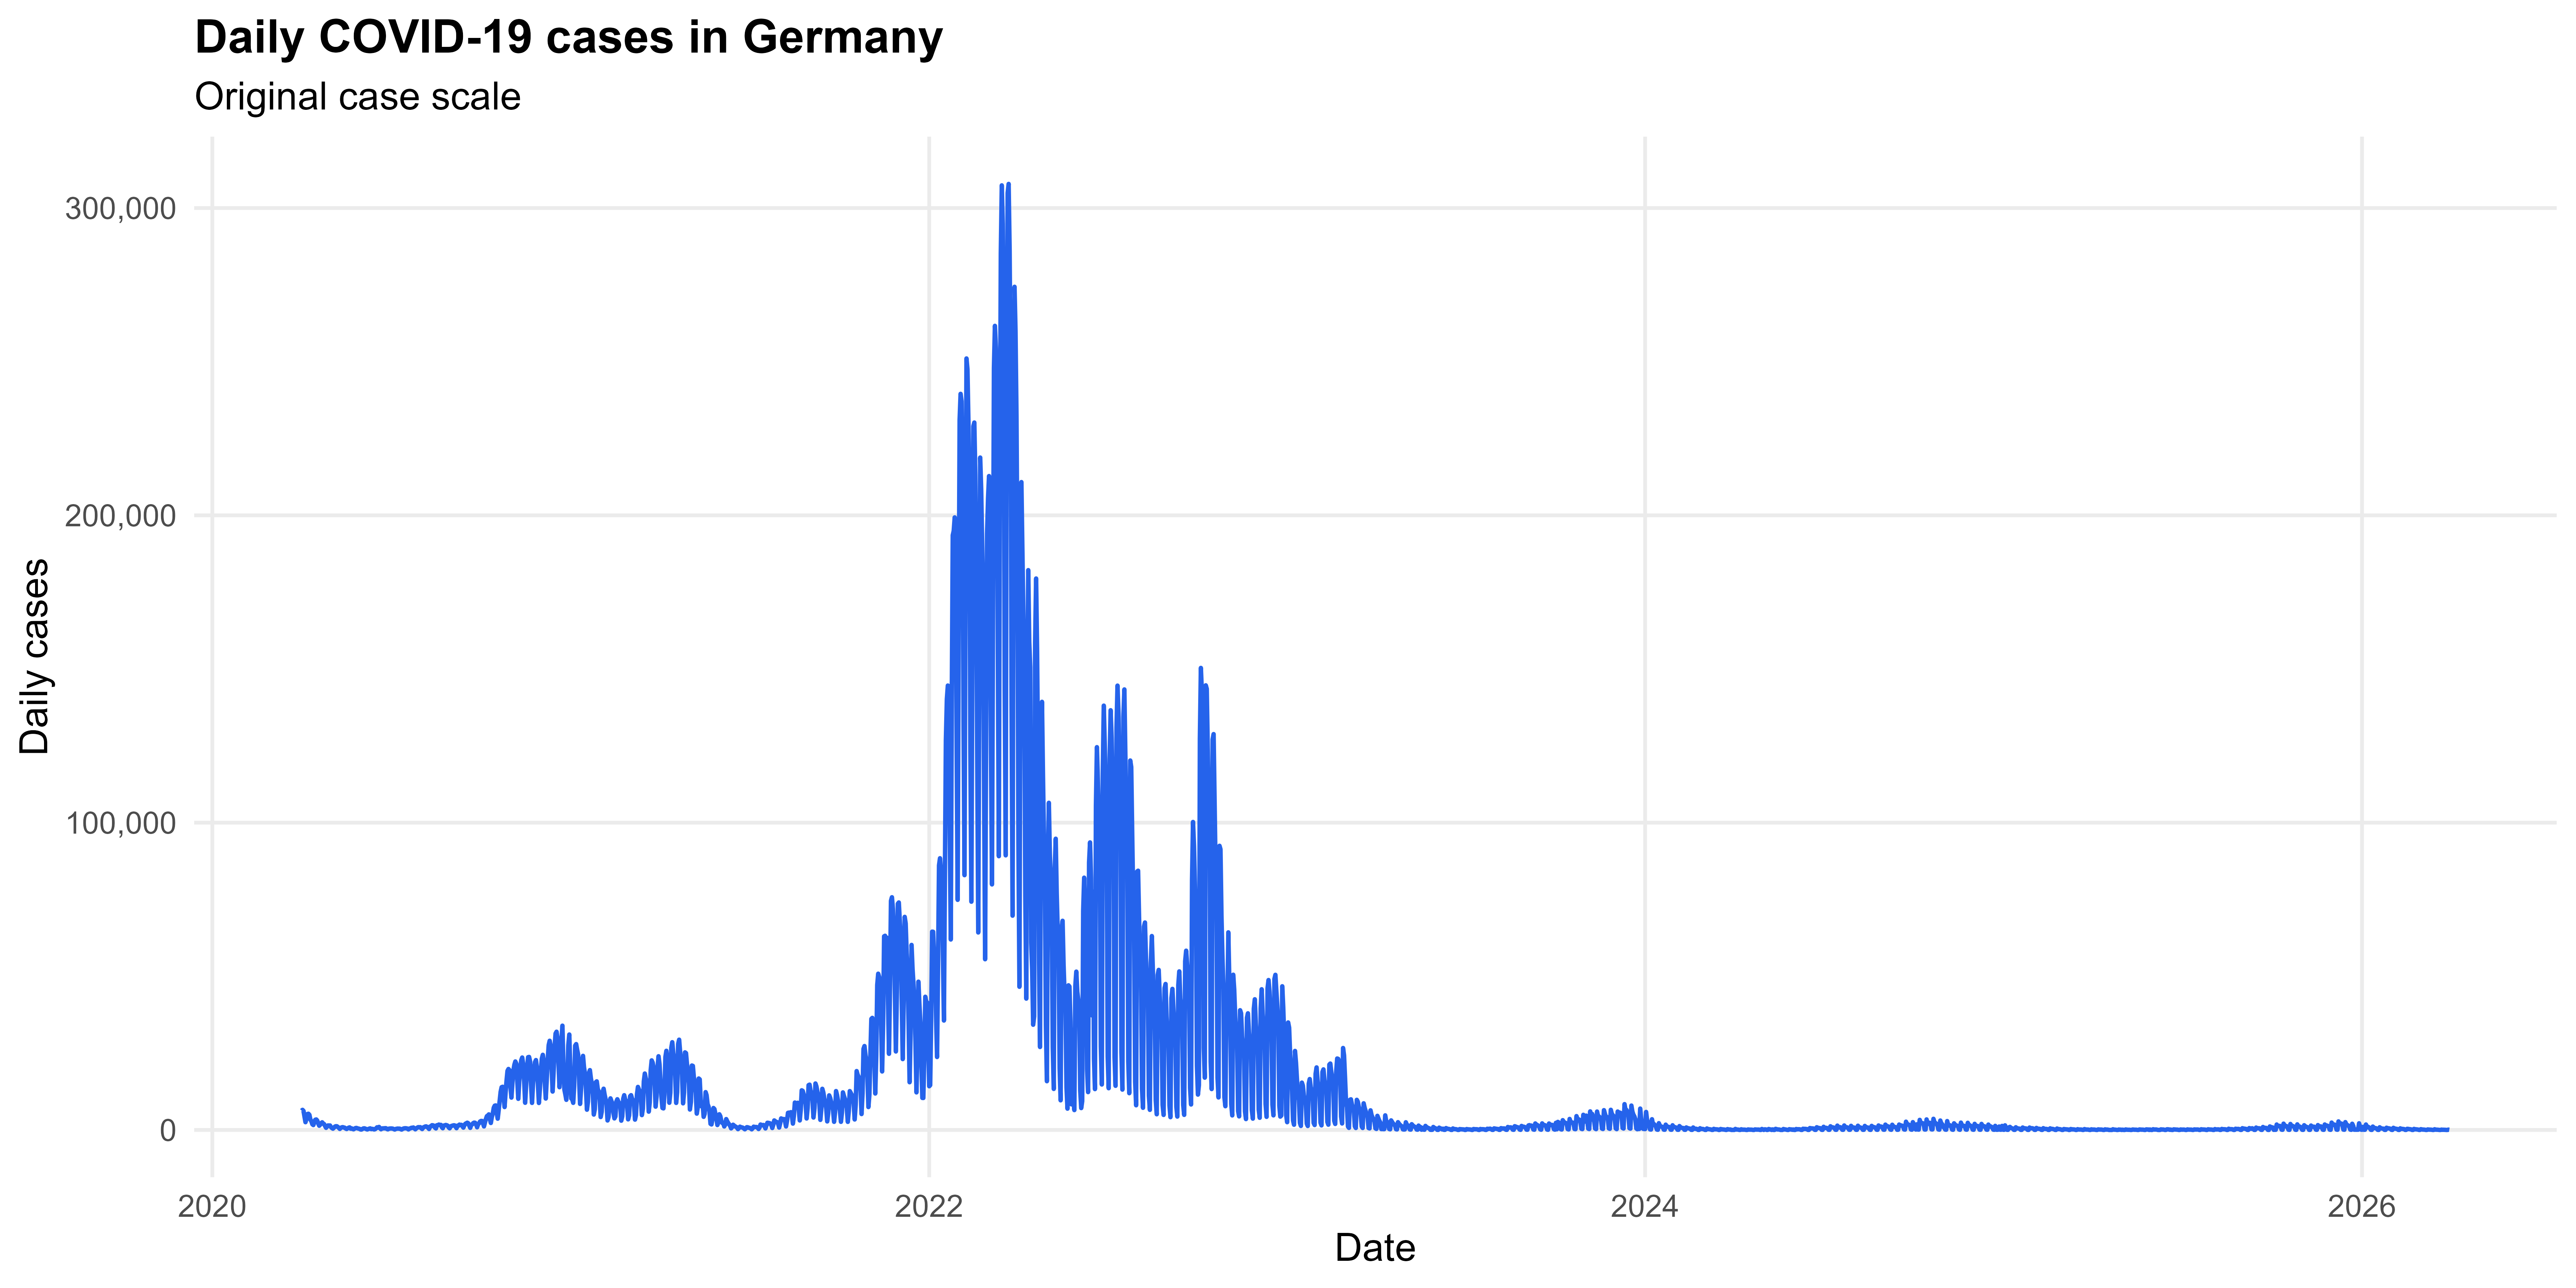 Daily COVID-19 cases in Germany
Original case scale
Daily cases
300,000
200,000
100,000
0
2020
2022
2024
2026
Date